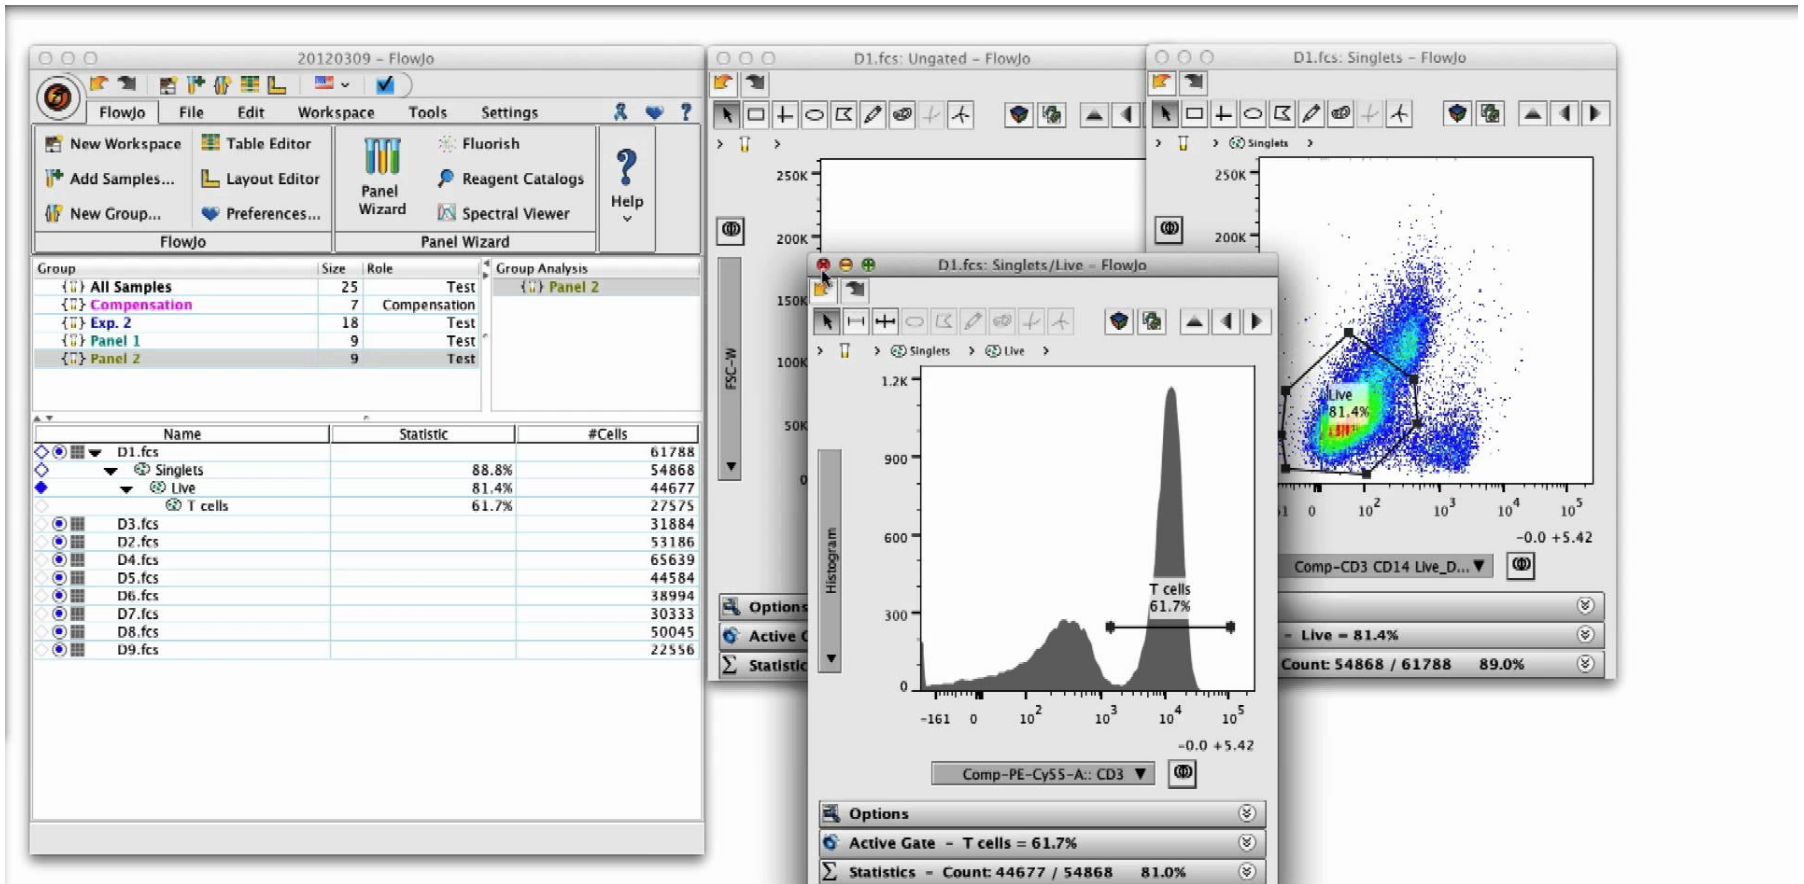 20120309 - FlowJo
FlowJo File Edit Workspace Tools Settings ?
New Workspace Table Editor Fluorish
Add Samples... Layout Editor Panel Wizard Reagent Catalogs ? Help
New Group... Preferences... Spectral Viewer
FlowJo Panel Wizard
Group Size Role Group Analysis
All Samples 25 Test {} Panel 2
Compensation 7 Compensation
Exp. 2 18 Test
Panel 1 9 Test
Panel 2 9 Test
Name Statistic #Cells
D1.fcs 61788
Singlets 88.8% 54868
Live 81.4% 44677
T cells 61.7% 27575
D3.fcs 31884
D2.fcs 53186
D4.fcs 65639
D5.fcs 44584
D6.fcs 38994
D7.fcs 30333
D8.fcs 50045
D9.fcs 22556
D1.fcs: Ungated - FlowJo
250K
200K
150K
100K
50K
0
FSC-W
Options
Active
Statistic
D1.fcs: Singlets - FlowJo
Singlets
250K
200K
Live
81.4%
0 10^2 10^3 10^4 10^5
-0.0 +5.42
Comp-CD3 CD14 Live_D...
- Live = 81.4%
Count: 54868 / 61788 89.0%
D1.fcs: Singlets/Live - FlowJo
Singlets > Live >
1.2K
900
600
300
0
Histogram
T cells
61.7%
-161 0 10^2 10^3 10^4 10^5
-0.0 +5.42
Comp-PE-Cy55-A:: CD3
Options
Active Gate - T cells = 61.7%
Σ Statistics - Count: 44677 / 54868 81.0%